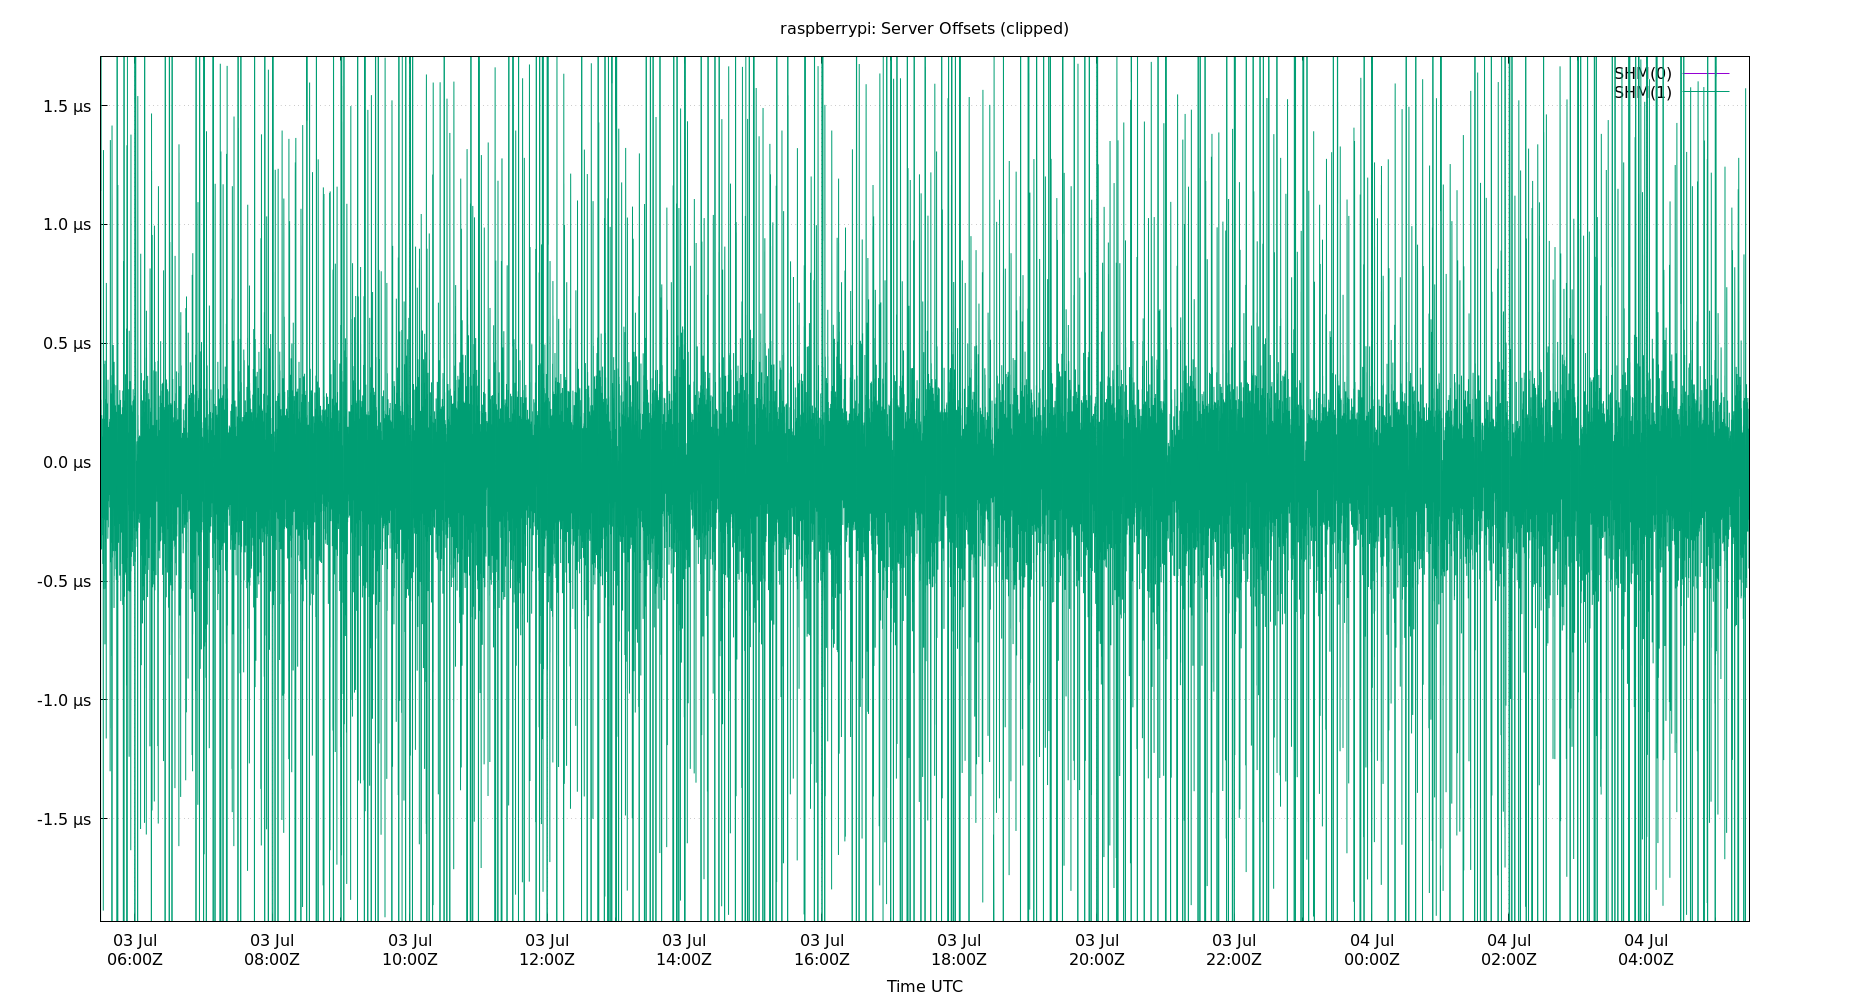 raspberrypi: Server Offsets (clipped)
SHM(0)
SHM(1)
1.5 μs
1.0 μs
0.5 μs
0.0 μs
-0.5 μs
-1.0 μs
-1.5 μs
03 Jul 03 Jul 03 Jul 03 Jul 03 Jul 03 Jul 03 Jul 03 Jul 03 Jul 04 Jul 04 Jul 04 Jul
06:00Z 08:00Z 10:00Z 12:00Z 14:00Z 16:00Z 18:00Z 20:00Z 22:00Z 00:00Z 02:00Z 04:00Z
Time UTC